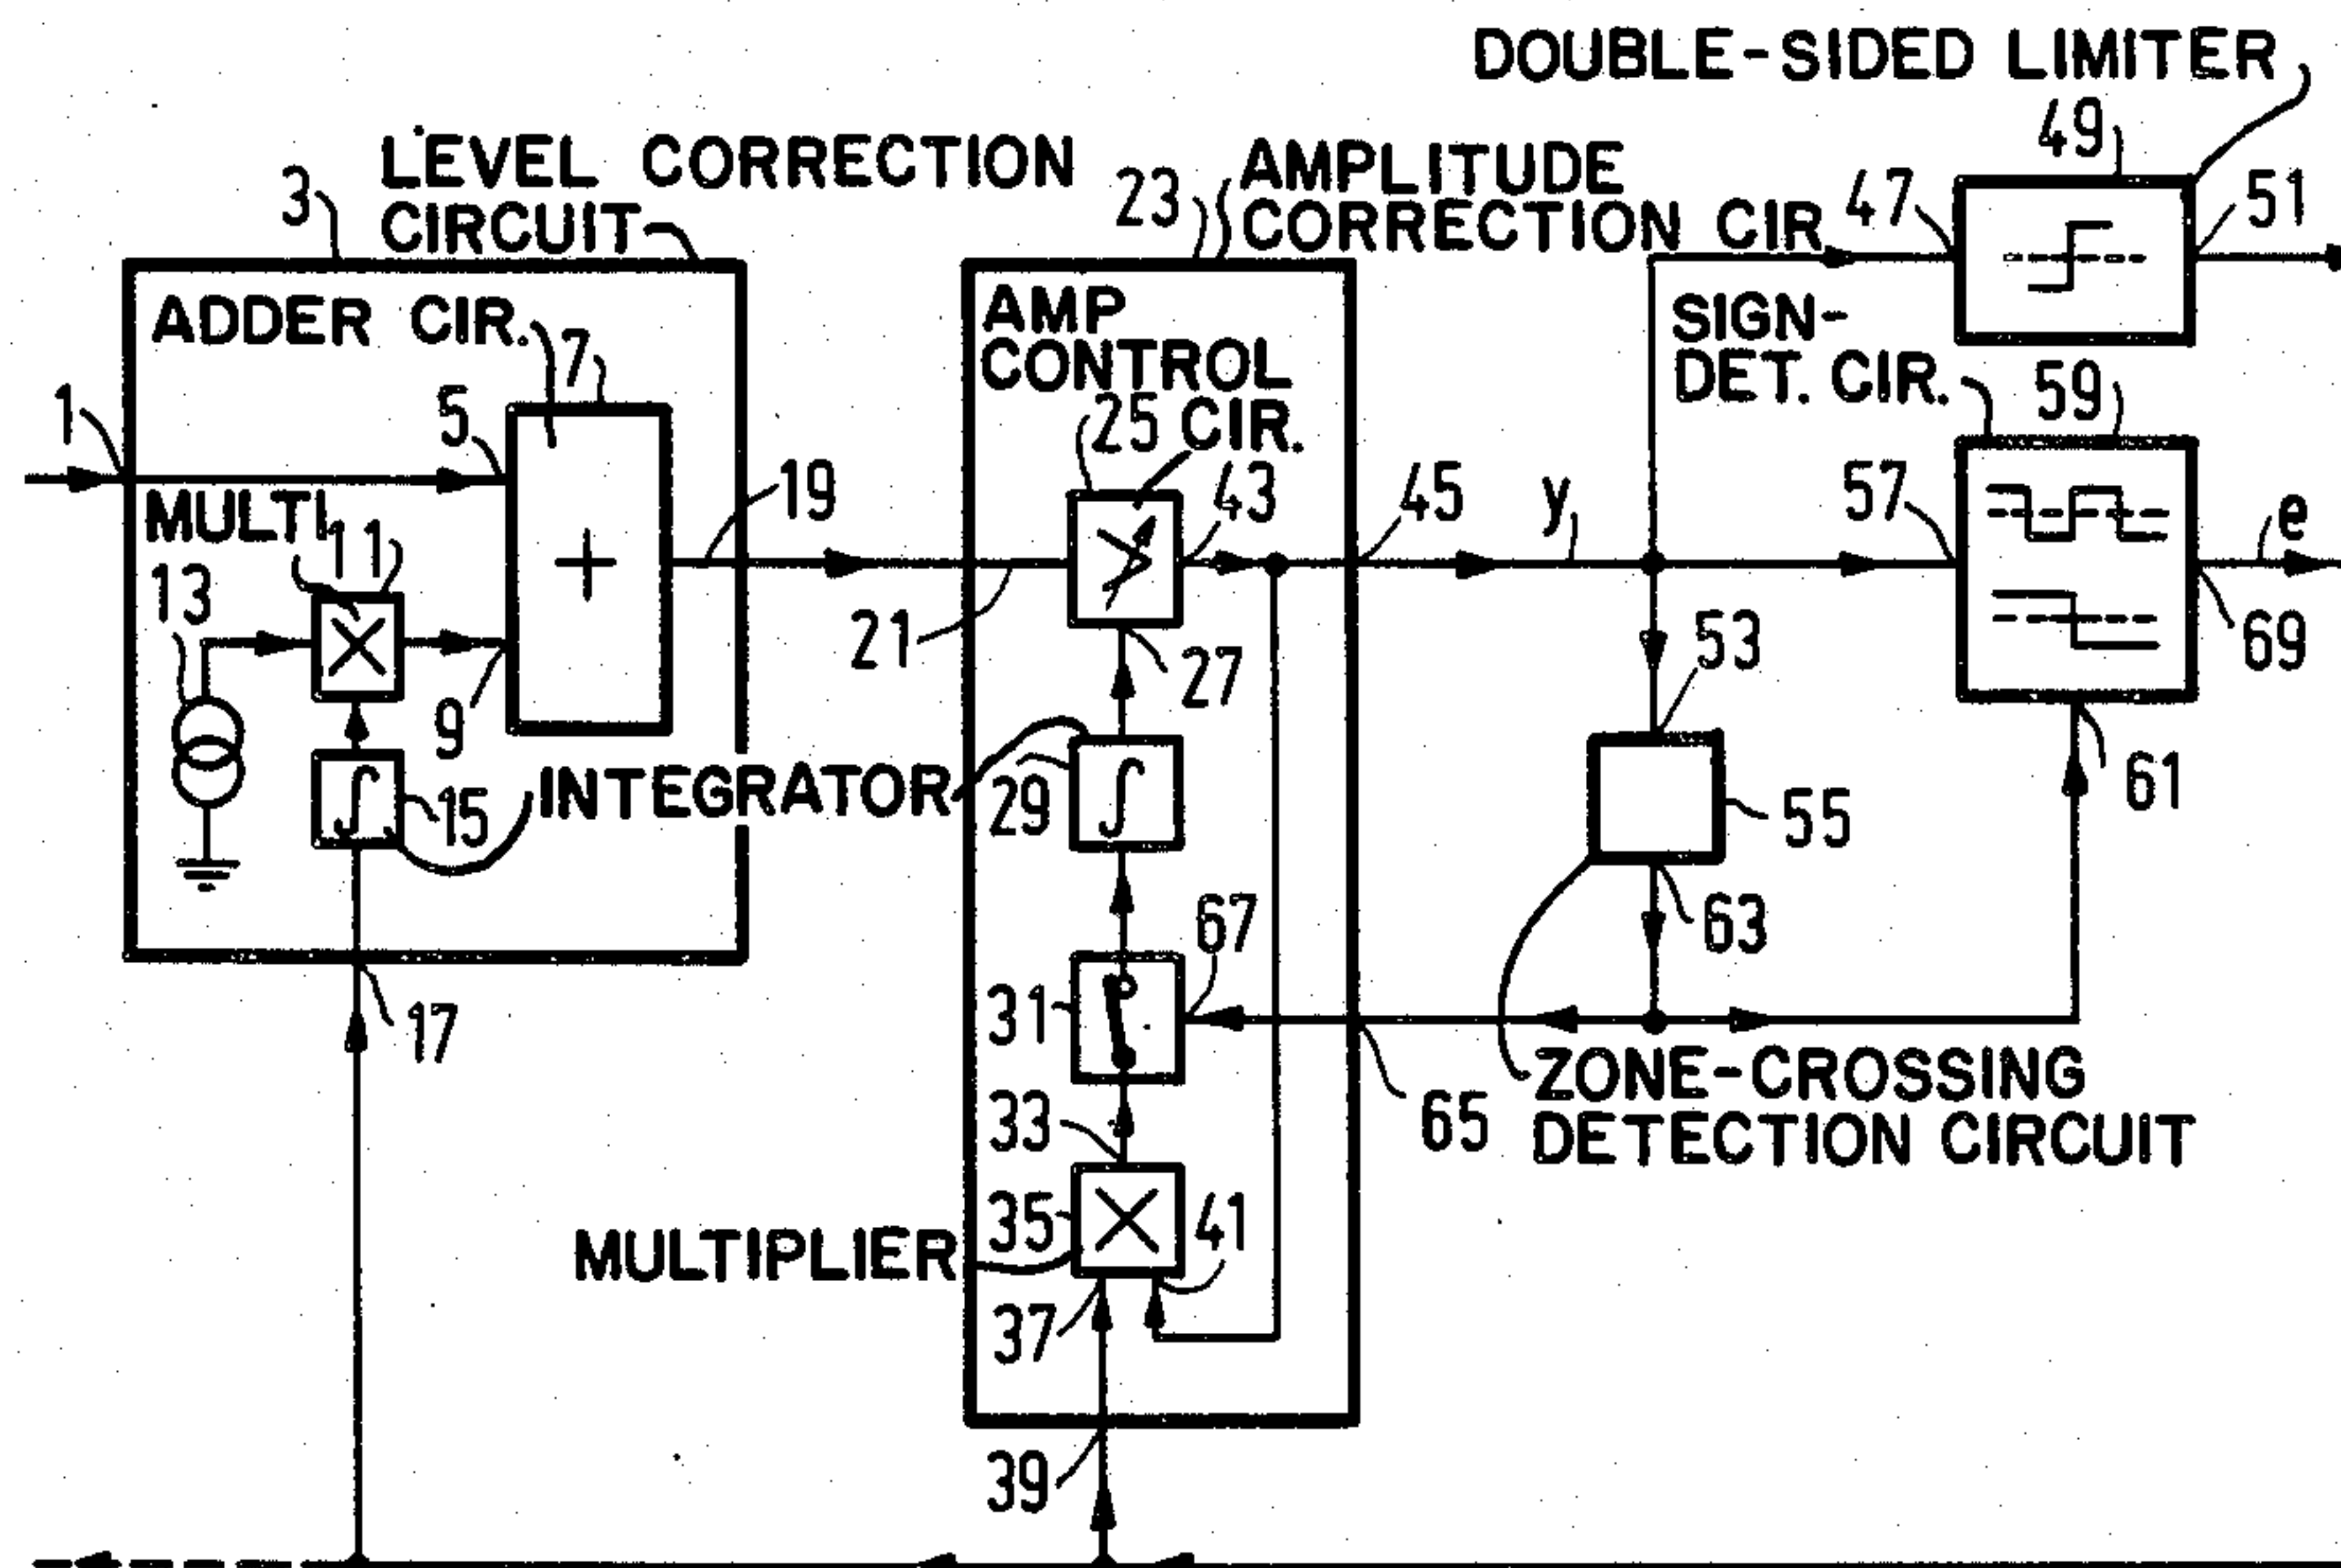 DOUBLE-SIDED LIMITER
49
LEVEL CORRECTION
CIRCUIT
3
23
AMPLITUDE
CORRECTION CIR
47
51
ADDER CIR.
7
AMP
CONTROL
CIR.
25
SIGN-
DET. CIR.
59
1
5
19
43
45
y
57
e
MULTI
11
13
21
27
53
69
9
INTEGRATOR
15
29
55
61
67
63
17
31
65
ZONE-CROSSING
DETECTION CIRCUIT
33
MULTIPLIER
35
41
37
39